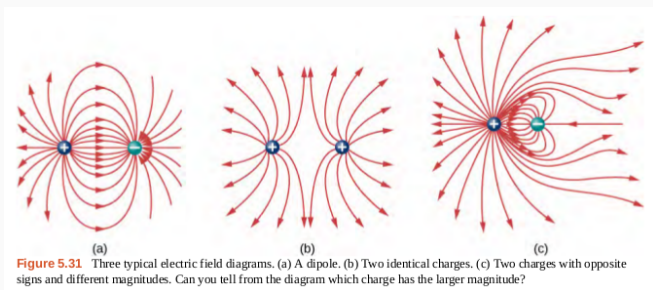 + − + + + −
(a) (b) (c)
Figure 5.31 Three typical electric field diagrams. (a) A dipole. (b) Two identical charges. (c) Two charges with opposite
signs and different magnitudes. Can you tell from the diagram which charge has the larger magnitude?